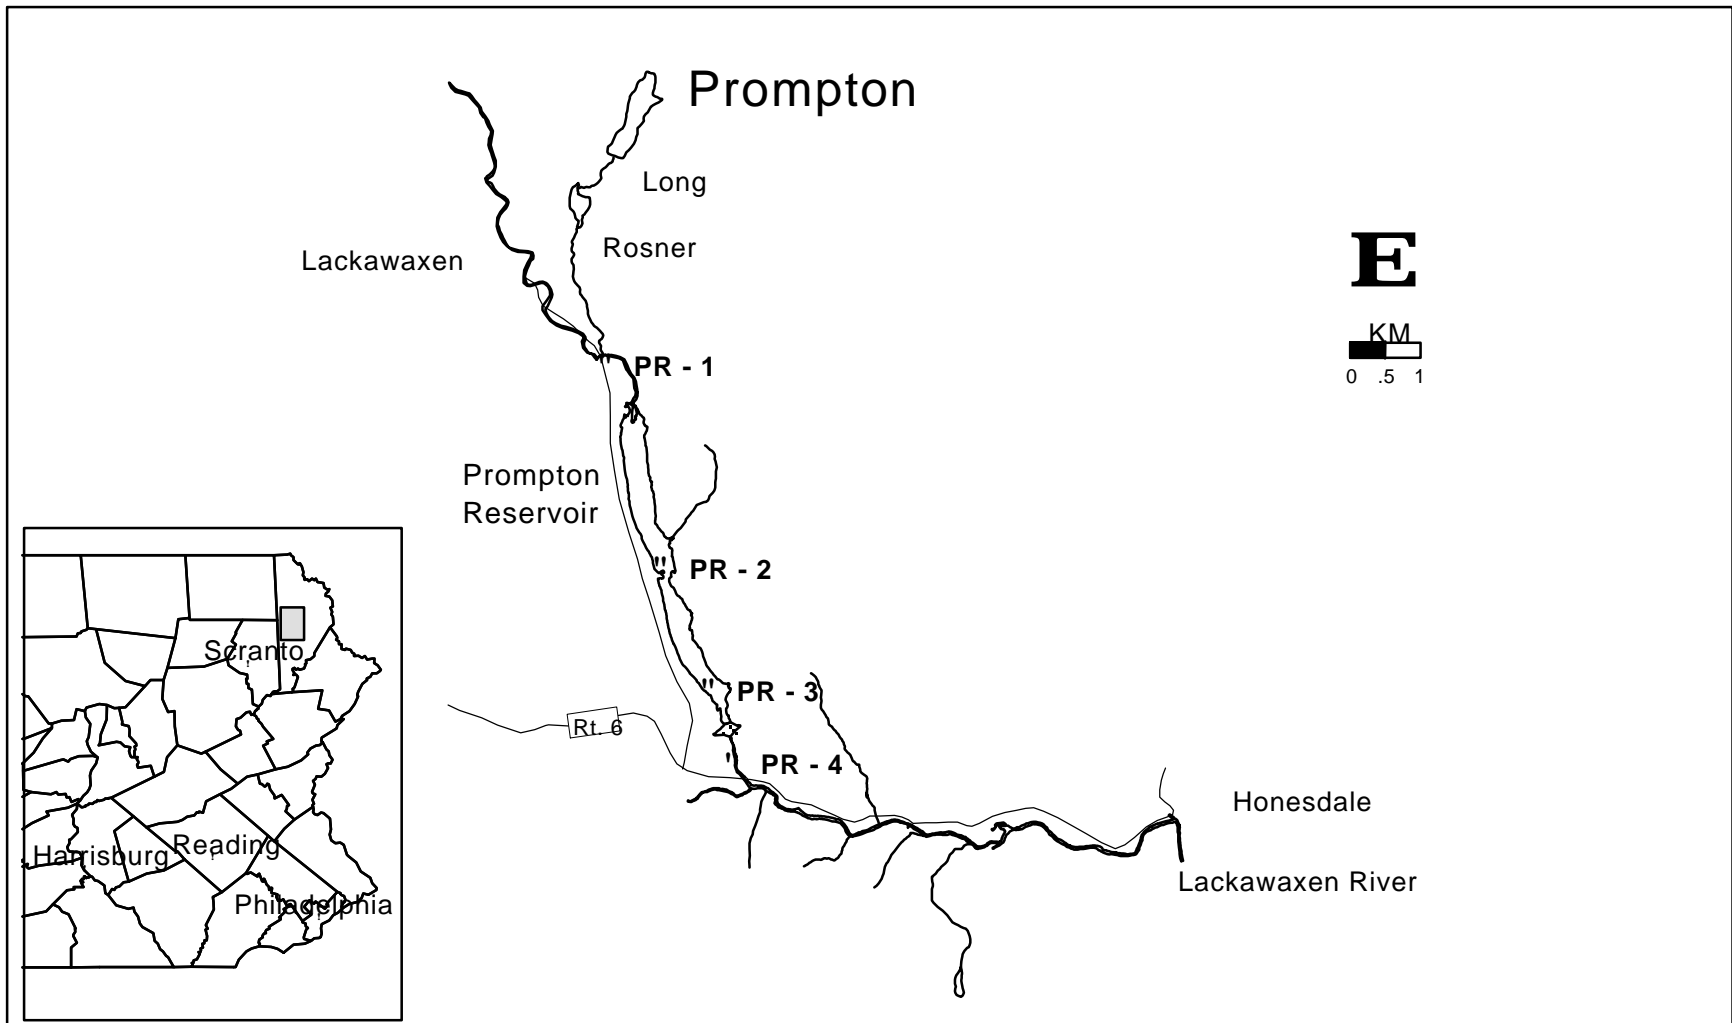 Prompton
Long
Rosner
Lackawaxen
E
KM
0 .5 1
PR - 1
Prompton
Reservoir
PR - 2
PR - 3
Rt. 6
PR - 4
Honesdale
Lackawaxen River
Scranto
Reading
Harrisburg
Philadelphia